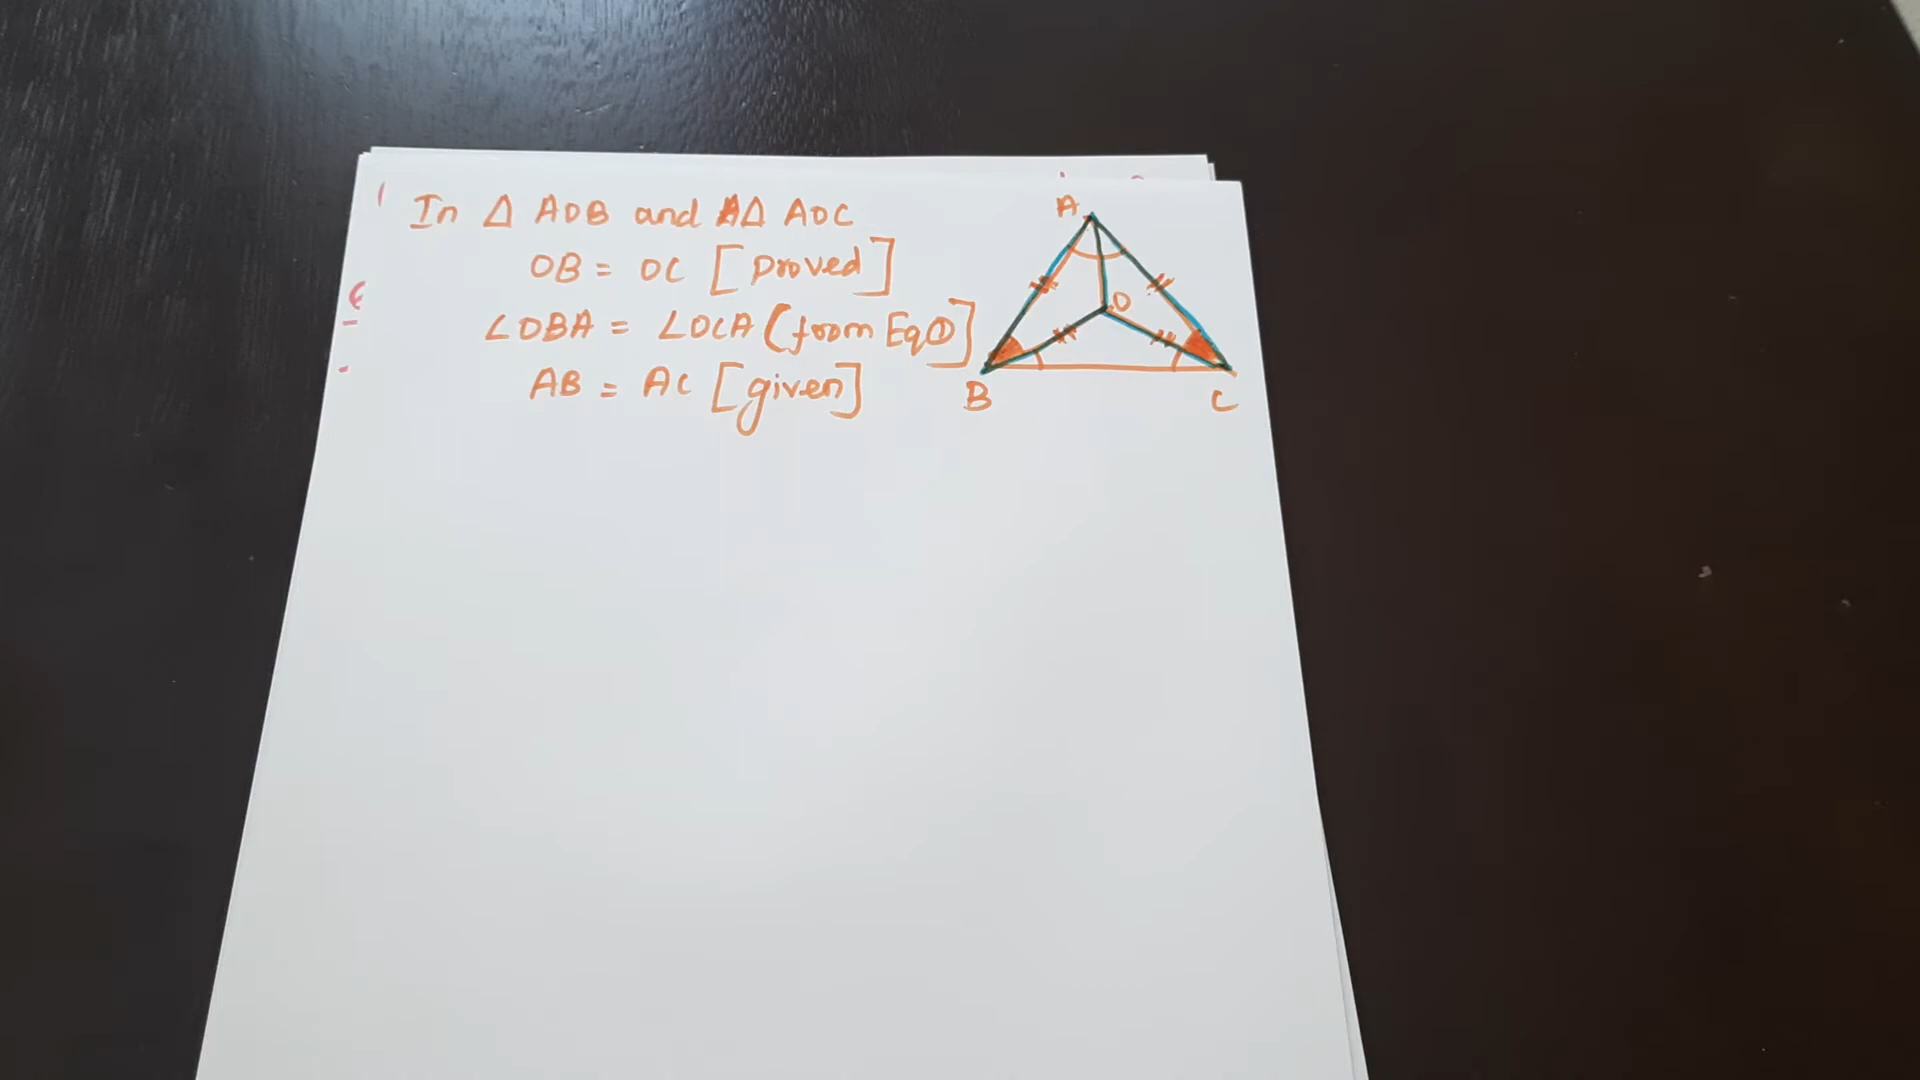 In Δ AOB and Δ AOC
OB = OC [Proved]
∠OBA = ∠OCA (from Eq①]
AB = AC [given]
A
O
B
C